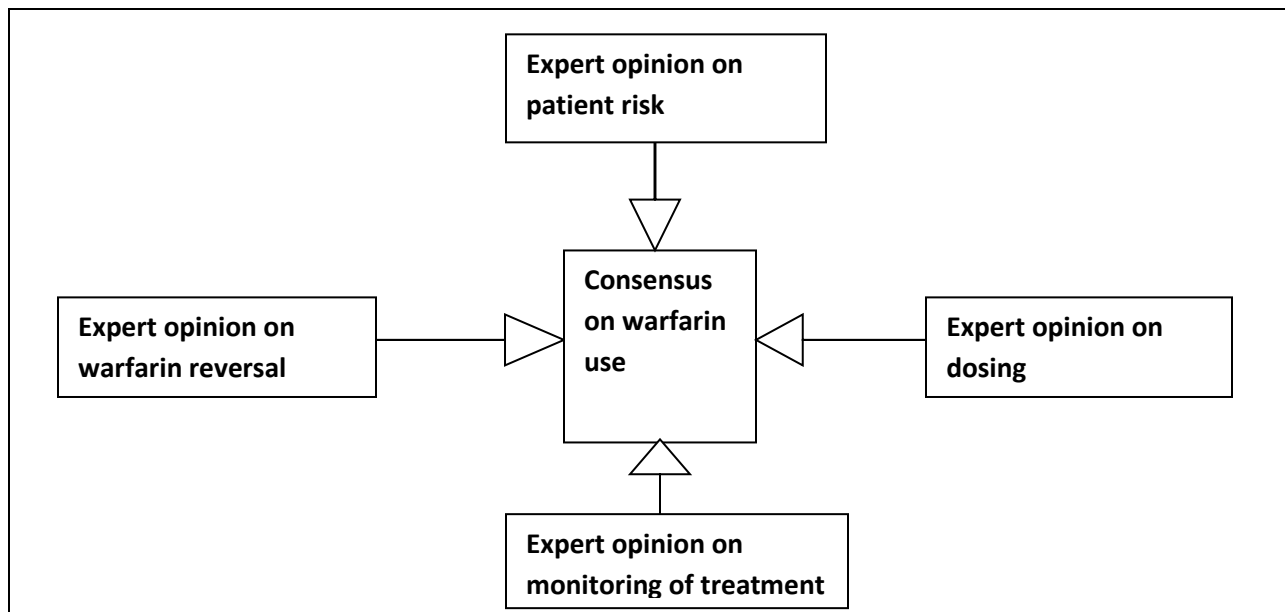 Expert opinion on
patient risk
Consensus
on warfarin
use
Expert opinion on
warfarin reversal
Expert opinion on
dosing
Expert opinion on
monitoring of treatment